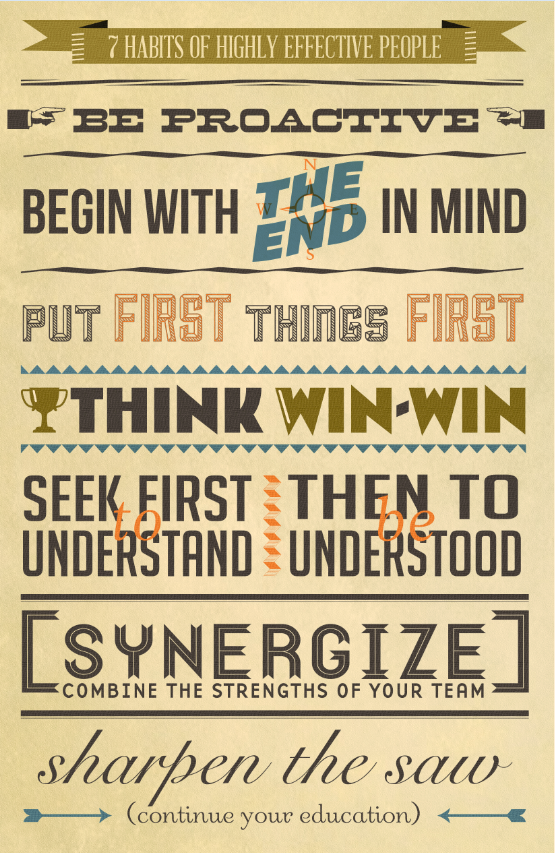 7 HABITS OF HIGHLY EFFECTIVE PEOPLE
BE PROACTIVE
BEGIN WITH THE END IN MIND
N
W E
S
PUT FIRST THINGS FIRST
THINK WIN-WIN
SEEK FIRST to UNDERSTAND
THEN TO be UNDERSTOOD
SYNERGIZE
COMBINE THE STRENGTHS OF YOUR TEAM
sharpen the saw
(continue your education)